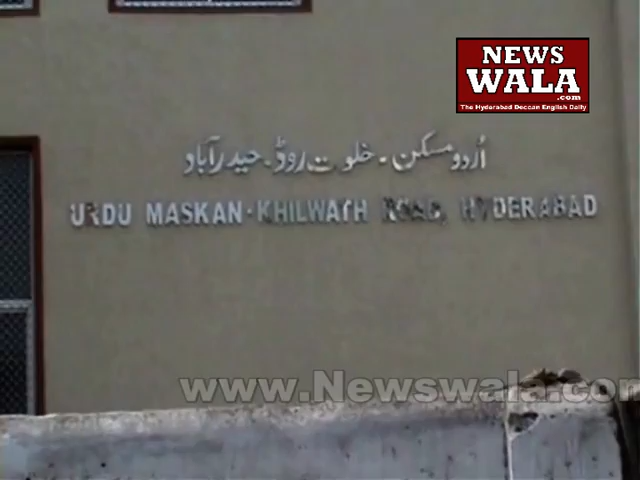 NEWS
WALA
.com
The Hyderabad Deccan English Daily
اُردو مسکن ۔ خلوت روڈ ۔ حیدرآباد
URDU MASKAN-KHILWATH ROAD, HYDERABAD
www.Newswala.com